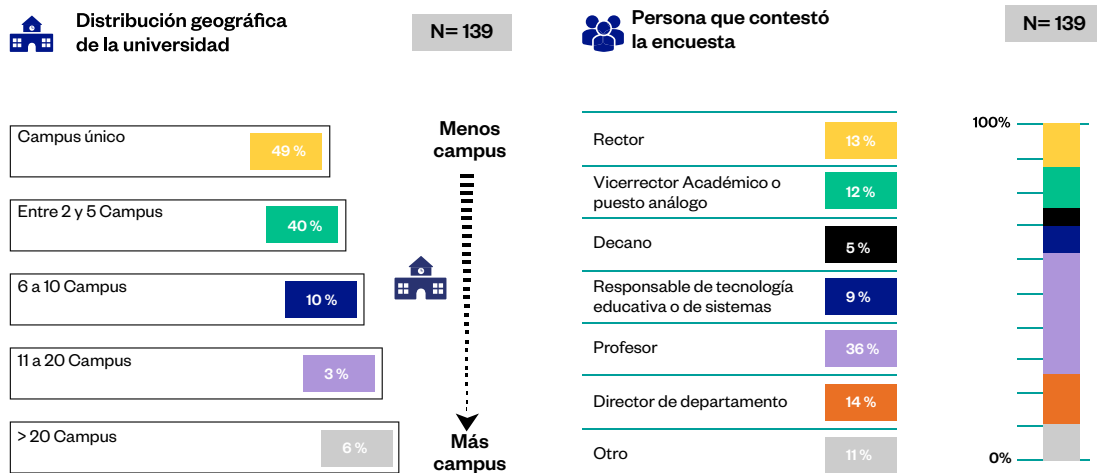 Distribución geográfica
de la universidad
N= 139
Campus único
49 %
Entre 2 y 5 Campus
40 %
6 a 10 Campus
10 %
11 a 20 Campus
3 %
> 20 Campus
6 %
Menos
campus
Más
campus
Persona que contestó
la encuesta
N= 139
Rector
13 %
Vicerrector Académico o
puesto análogo
12 %
Decano
5 %
Responsable de tecnología
educativa o de sistemas
9 %
Profesor
36 %
Director de departamento
14 %
Otro
11 %
100%
0%